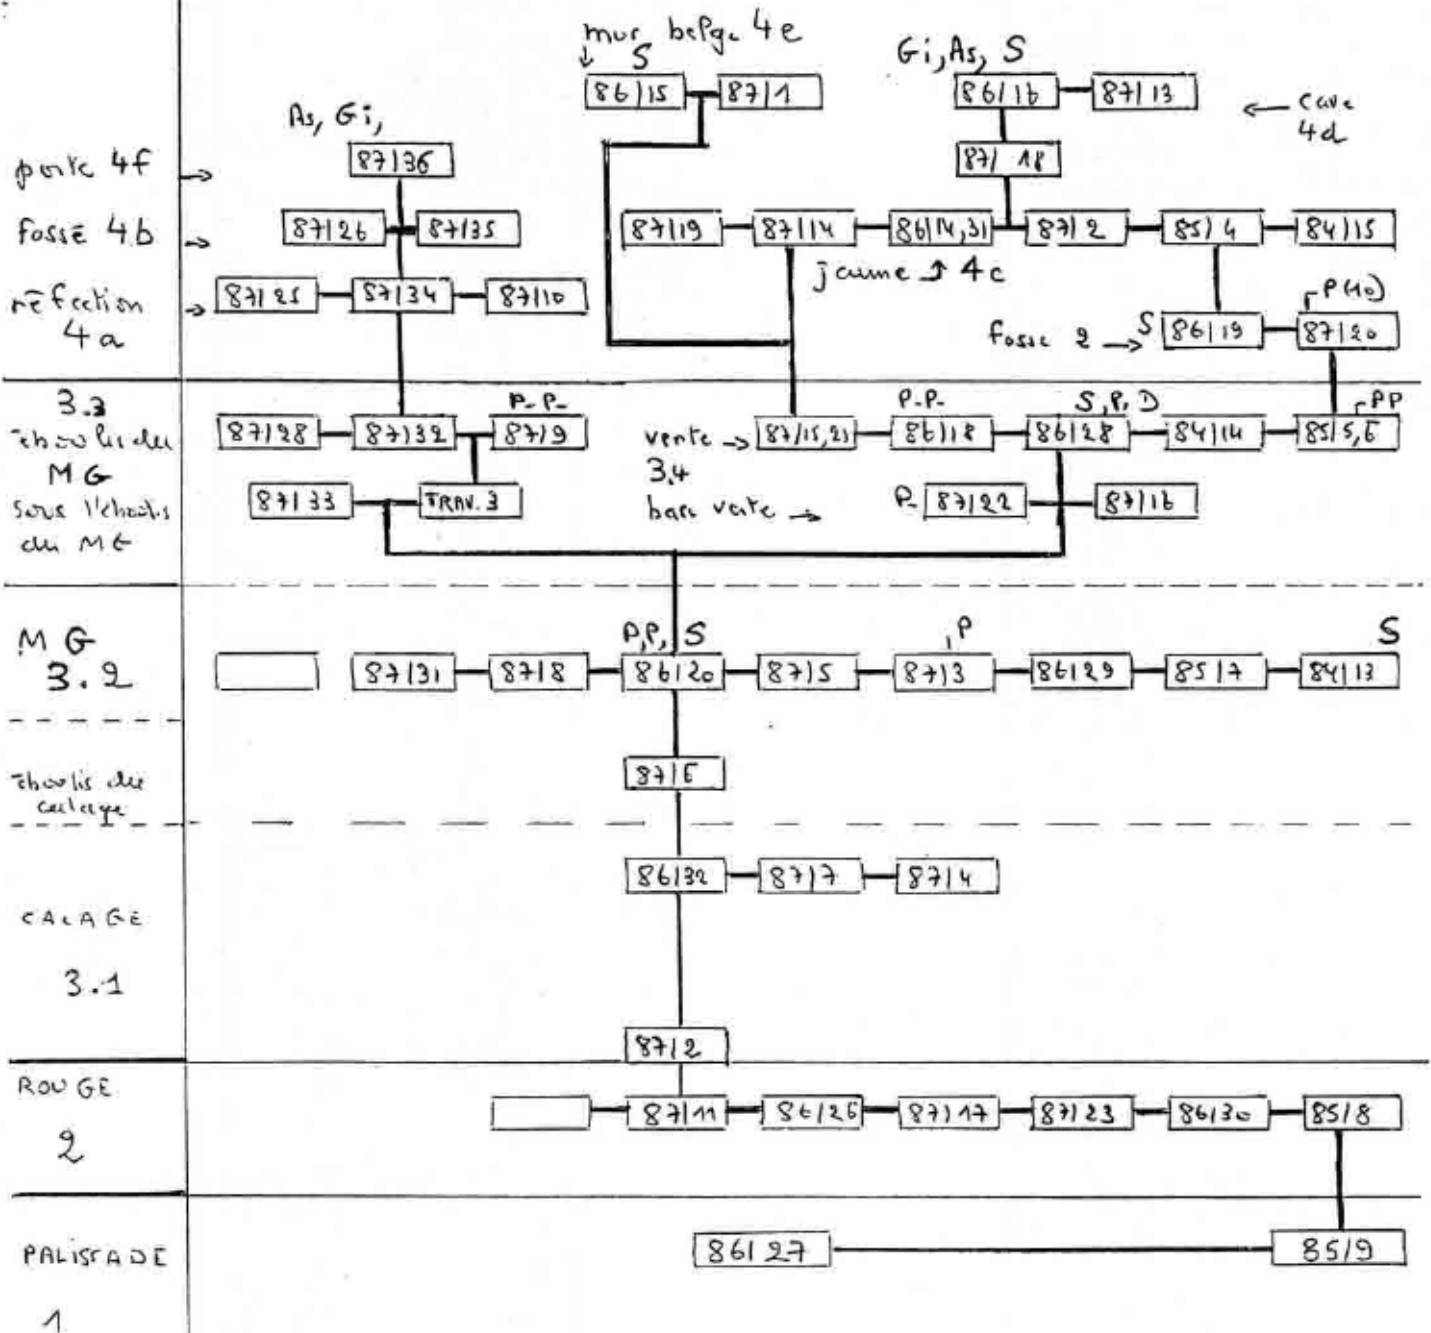 mur belge 4e
S
86/15 87/1
Gi, As, S
86/16 87/13
← cave
4d
As, Gi,
porte 4f →
87/36
87/18
fossé 4b →
87/26 87/35
87/19 87/14 86/14,31 87/2 85/4 84/15
jaune 4c
réfection →
4a
87/25 87/34 87/10
fosse 2 → S 86/19 P(10) 87/20
3.3
éboulis du
MG
87/28 87/32 P-P- 87/9
verte →
3.4
87/15,21 P-P- 86/18 S,P,D 86/28 84/14 PP 85/5,6
sous l'éboulis
du MG
87/33 TRAV. 3
base verte →
P- 87/22 87/16
MG
3.2
P,P, S
,P
S
87/31 87/8 86/20 87/5 87/3 86/29 85/7 84/13
éboulis du
calage
87/6
CALAGE
3.1
86/32 87/7 87/4
87/2
ROUGE
2
87/11 86/26 87/17 87/23 86/30 85/8
PALISSADE
1
86/27 85/9